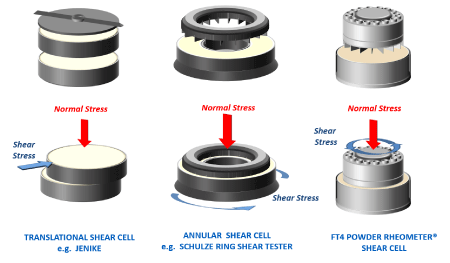 Normal Stress
Normal Stress
Normal Stress
Shear
Stress
Shear Stress
Shear
Stress
TRANSLATIONAL SHEAR CELL
e.g. JENIKE
ANNULAR SHEAR CELL
e.g. SCHULZE RING SHEAR TESTER
FT4 POWDER RHEOMETER®
SHEAR CELL